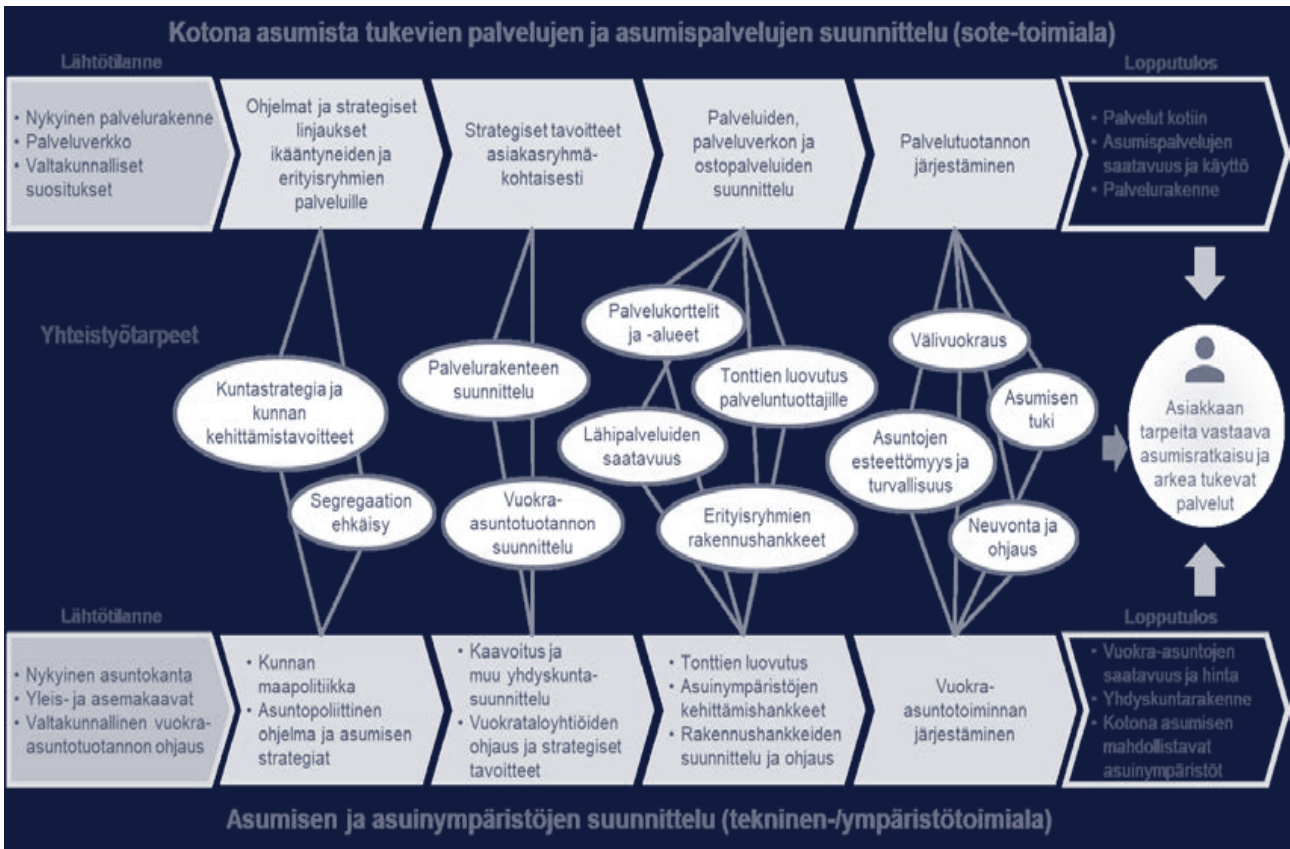 Kotona asumista tukevien palvelujen ja asumispalvelujen suunnittelu (sote-toimiala)
Lähtötilanne
• Nykyinen palvelurakenne
• Palveluverkko
• Valtakunnalliset
suositukset
Ohjelmat ja strategiset
linjaukset
ikääntyneiden ja
erityisryhmien
palveluille
Strategiset tavoitteet
asiakasryhmä-
kohtaisesti
Palveluiden,
palveluverkon ja
ostopalveluiden
suunnittelu
Palvelutuotannon
järjestäminen
Lopputulos
• Palvelut kotiin
• Asumispalvelujen
saatavuus ja käyttö
• Palvelurakenne
Yhteistyötarpeet
Kuntastrategia ja
kunnan
kehittämistavoitteet
Segregaation
ehkäisy
Palvelurakenteen
suunnittelu
Vuokra-
asuntotuotannon
suunnittelu
Palvelukorttelit
ja -alueet
Tonttien luovutus
palveluntuottajille
Lähipalveluiden
saatavuus
Erityisryhmien
rakennushankkeet
Välivuokraus
Asumisen
tuki
Asuntojen
esteettömyys ja
turvallisuus
Neuvonta ja
ohjaus
Asiakkaan
tarpeita vastaava
asumisratkaisu ja
arkea tukevat
palvelut
Lähtötilanne
• Nykyinen asuntokanta
• Yleis- ja asemakaavat
• Valtakunnallinen vuokra-
asuntotuotannon ohjaus
• Kunnan
maapolitiikka
• Asuntopoliittinen
ohjelma ja asumisen
strategiat
• Kaavoitus ja
muu yhdyskunta-
suunnittelu
• Vuokrataloyhtiöiden
ohjaus ja strategiset
tavoitteet
• Tonttien luovutus
• Asuinympäristöjen
kehittämishankkeet
• Rakennushankkeiden
suunnittelu ja ohjaus
Vuokra-
asuntotoiminnan
järjestäminen
Lopputulos
• Vuokra-asuntojen
saatavuus ja hinta
• Yhdyskuntarakenne
• Kotona asumisen
mahdollistavat
asuinympäristöt
Asumisen ja asuinympäristöjen suunnittelu (tekninen-/ympäristötoimiala)